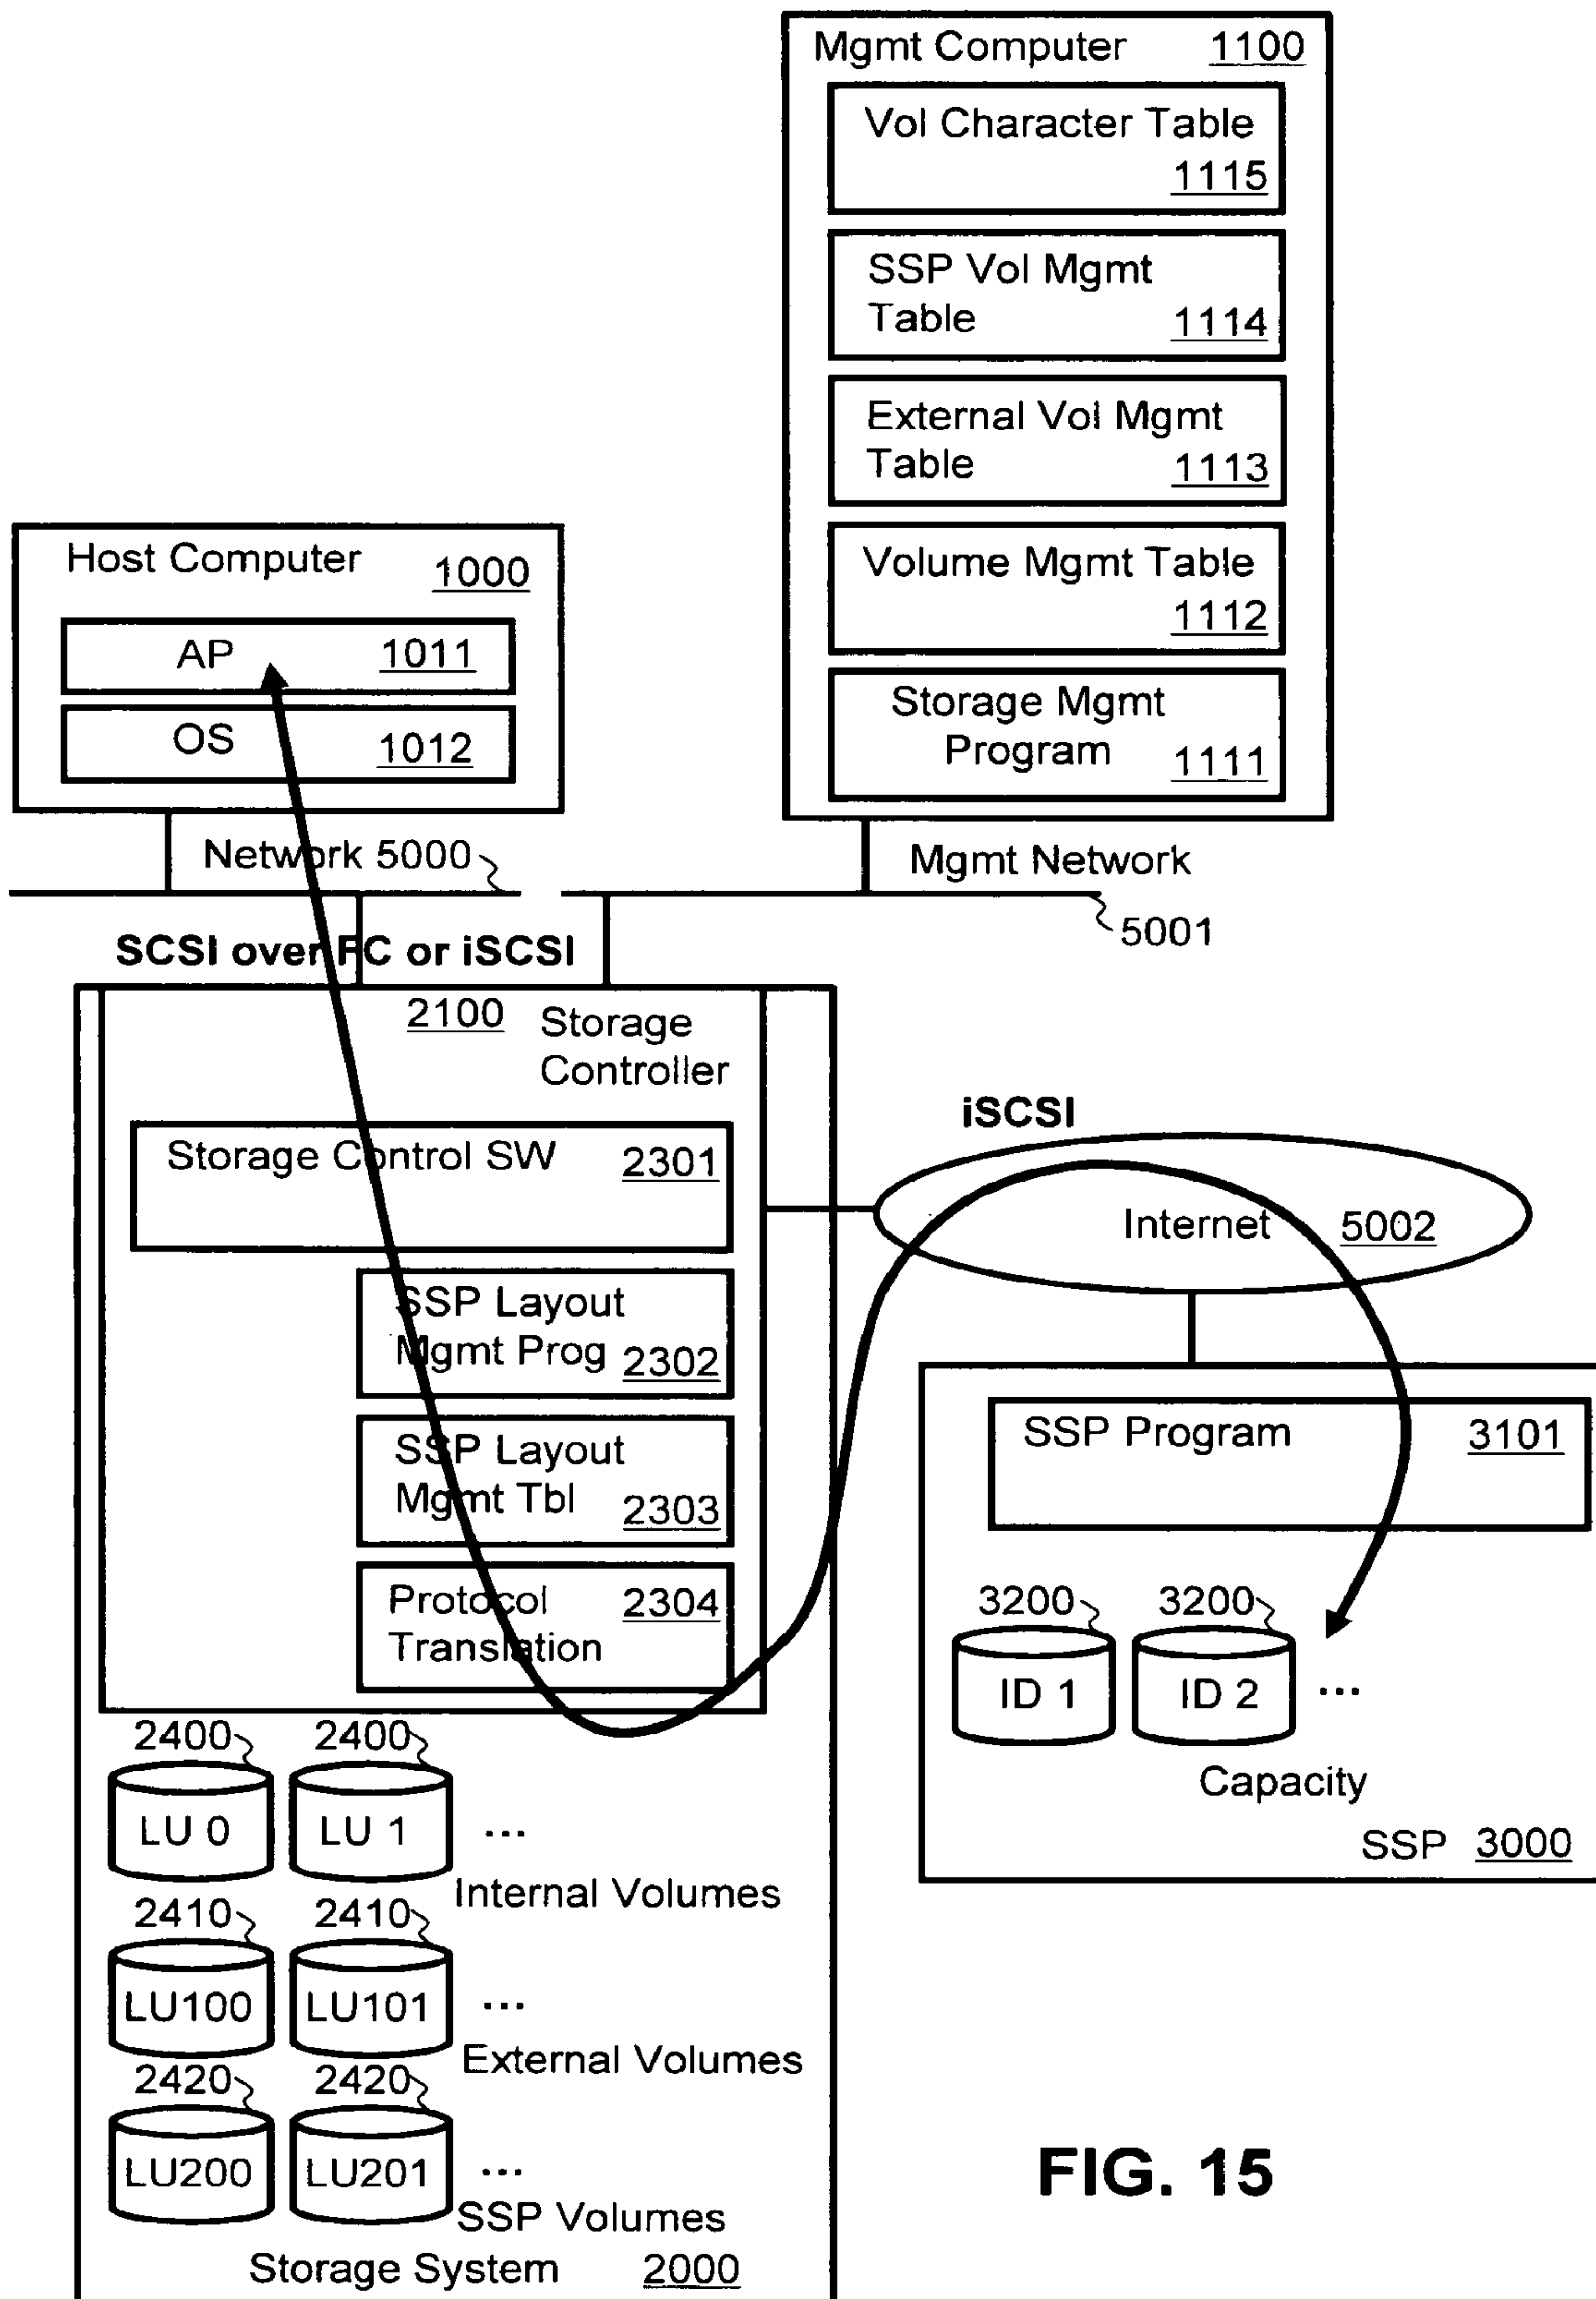 Mgmt Computer 1100
Vol Character Table
1115
SSP Vol Mgmt
Table 1114
External Vol Mgmt
Table 1113
Volume Mgmt Table
1112
Storage Mgmt
Program 1111
Host Computer 1000
AP 1011
OS 1012
Network 5000
Mgmt Network
5001
SCSI over FC or iSCSI
2100 Storage
Controller
Storage Control SW 2301
SSP Layout
Mgmt Prog 2302
SSP Layout
Mgmt Tbl 2303
Protocol 2304
Translation
iSCSI
Internet 5002
SSP Program 3101
3200 3200
ID 1 ID 2 ...
Capacity
SSP 3000
2400 2400
LU 0 LU 1 ...
Internal Volumes
2410 2410
LU100 LU101 ...
External Volumes
2420 2420
LU200 LU201 ...
SSP Volumes
Storage System 2000
FIG. 15